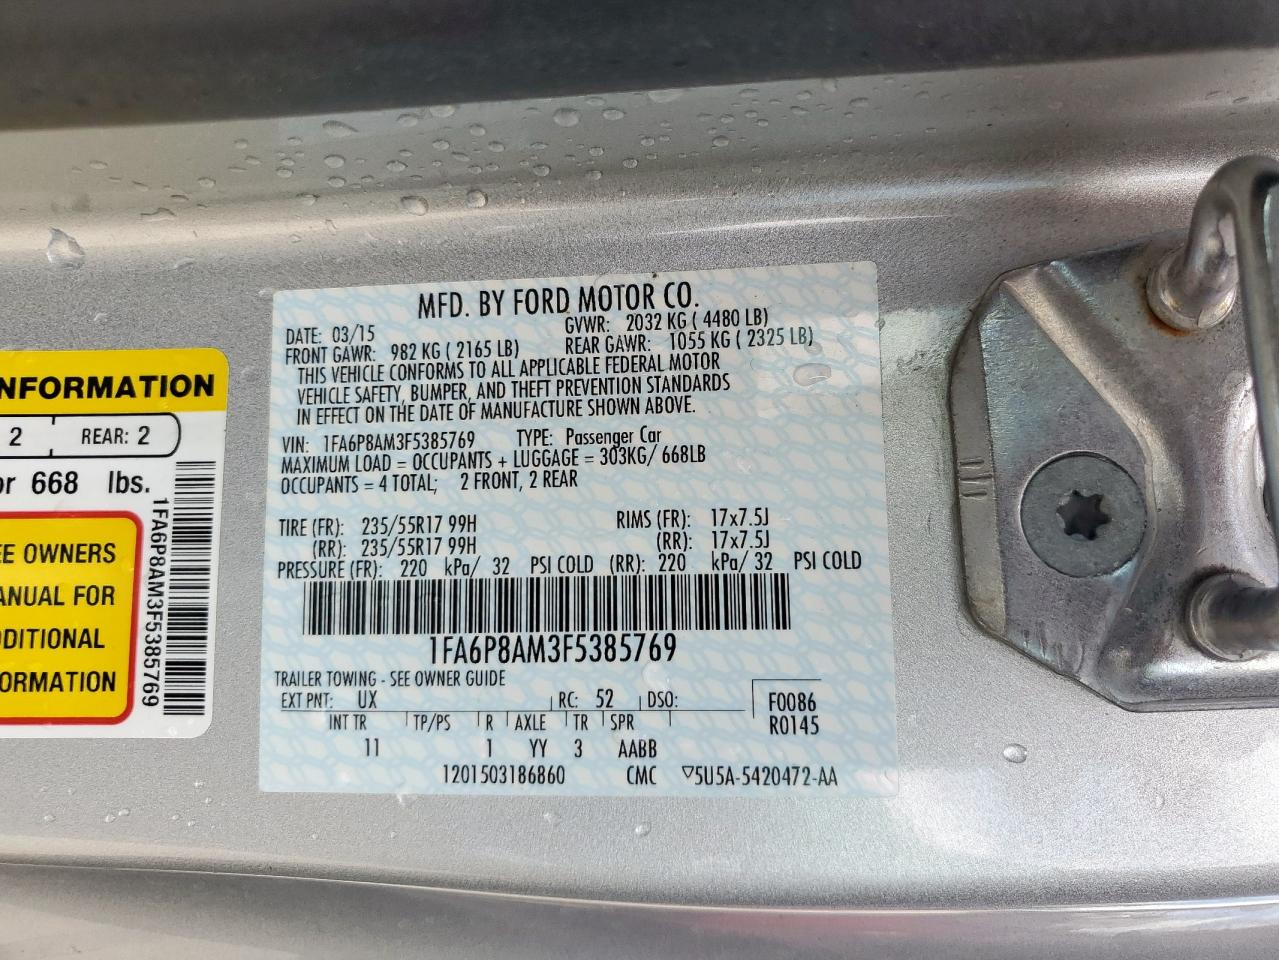 MFD. BY FORD MOTOR CO.
DATE: 03/15 GVWR: 2032 KG ( 4480 LB)
FRONT GAWR: 982 KG ( 2165 LB) REAR GAWR: 1055 KG ( 2325 LB)
THIS VEHICLE CONFORMS TO ALL APPLICABLE FEDERAL MOTOR
VEHICLE SAFETY, BUMPER, AND THEFT PREVENTION STANDARDS
IN EFFECT ON THE DATE OF MANUFACTURE SHOWN ABOVE.
VIN: 1FA6P8AM3F5385769 TYPE: Passenger Car
MAXIMUM LOAD = OCCUPANTS + LUGGAGE = 303KG/ 668LB
OCCUPANTS = 4 TOTAL; 2 FRONT, 2 REAR
TIRE (FR): 235/55R17 99H RIMS (FR): 17x7.5J
(RR): 235/55R17 99H (RR): 17x7.5J
PRESSURE (FR): 220 kPa/ 32 PSI COLD (RR): 220 kPa/ 32 PSI COLD
1FA6P8AM3F5385769
TRAILER TOWING - SEE OWNER GUIDE
EXT PNT: UX RC: 52 DSO: F0086
INT TR TP/PS R AXLE TR SPR R0145
11 1 YY 3 AABB
1201503186860 CMC ▽5U5A-5420472-AA
NFORMATION
2 REAR: 2
or 668 lbs.
EE OWNERS
ANUAL FOR
DDITIONAL
ORMATION
1FA6P8AM3F5385769